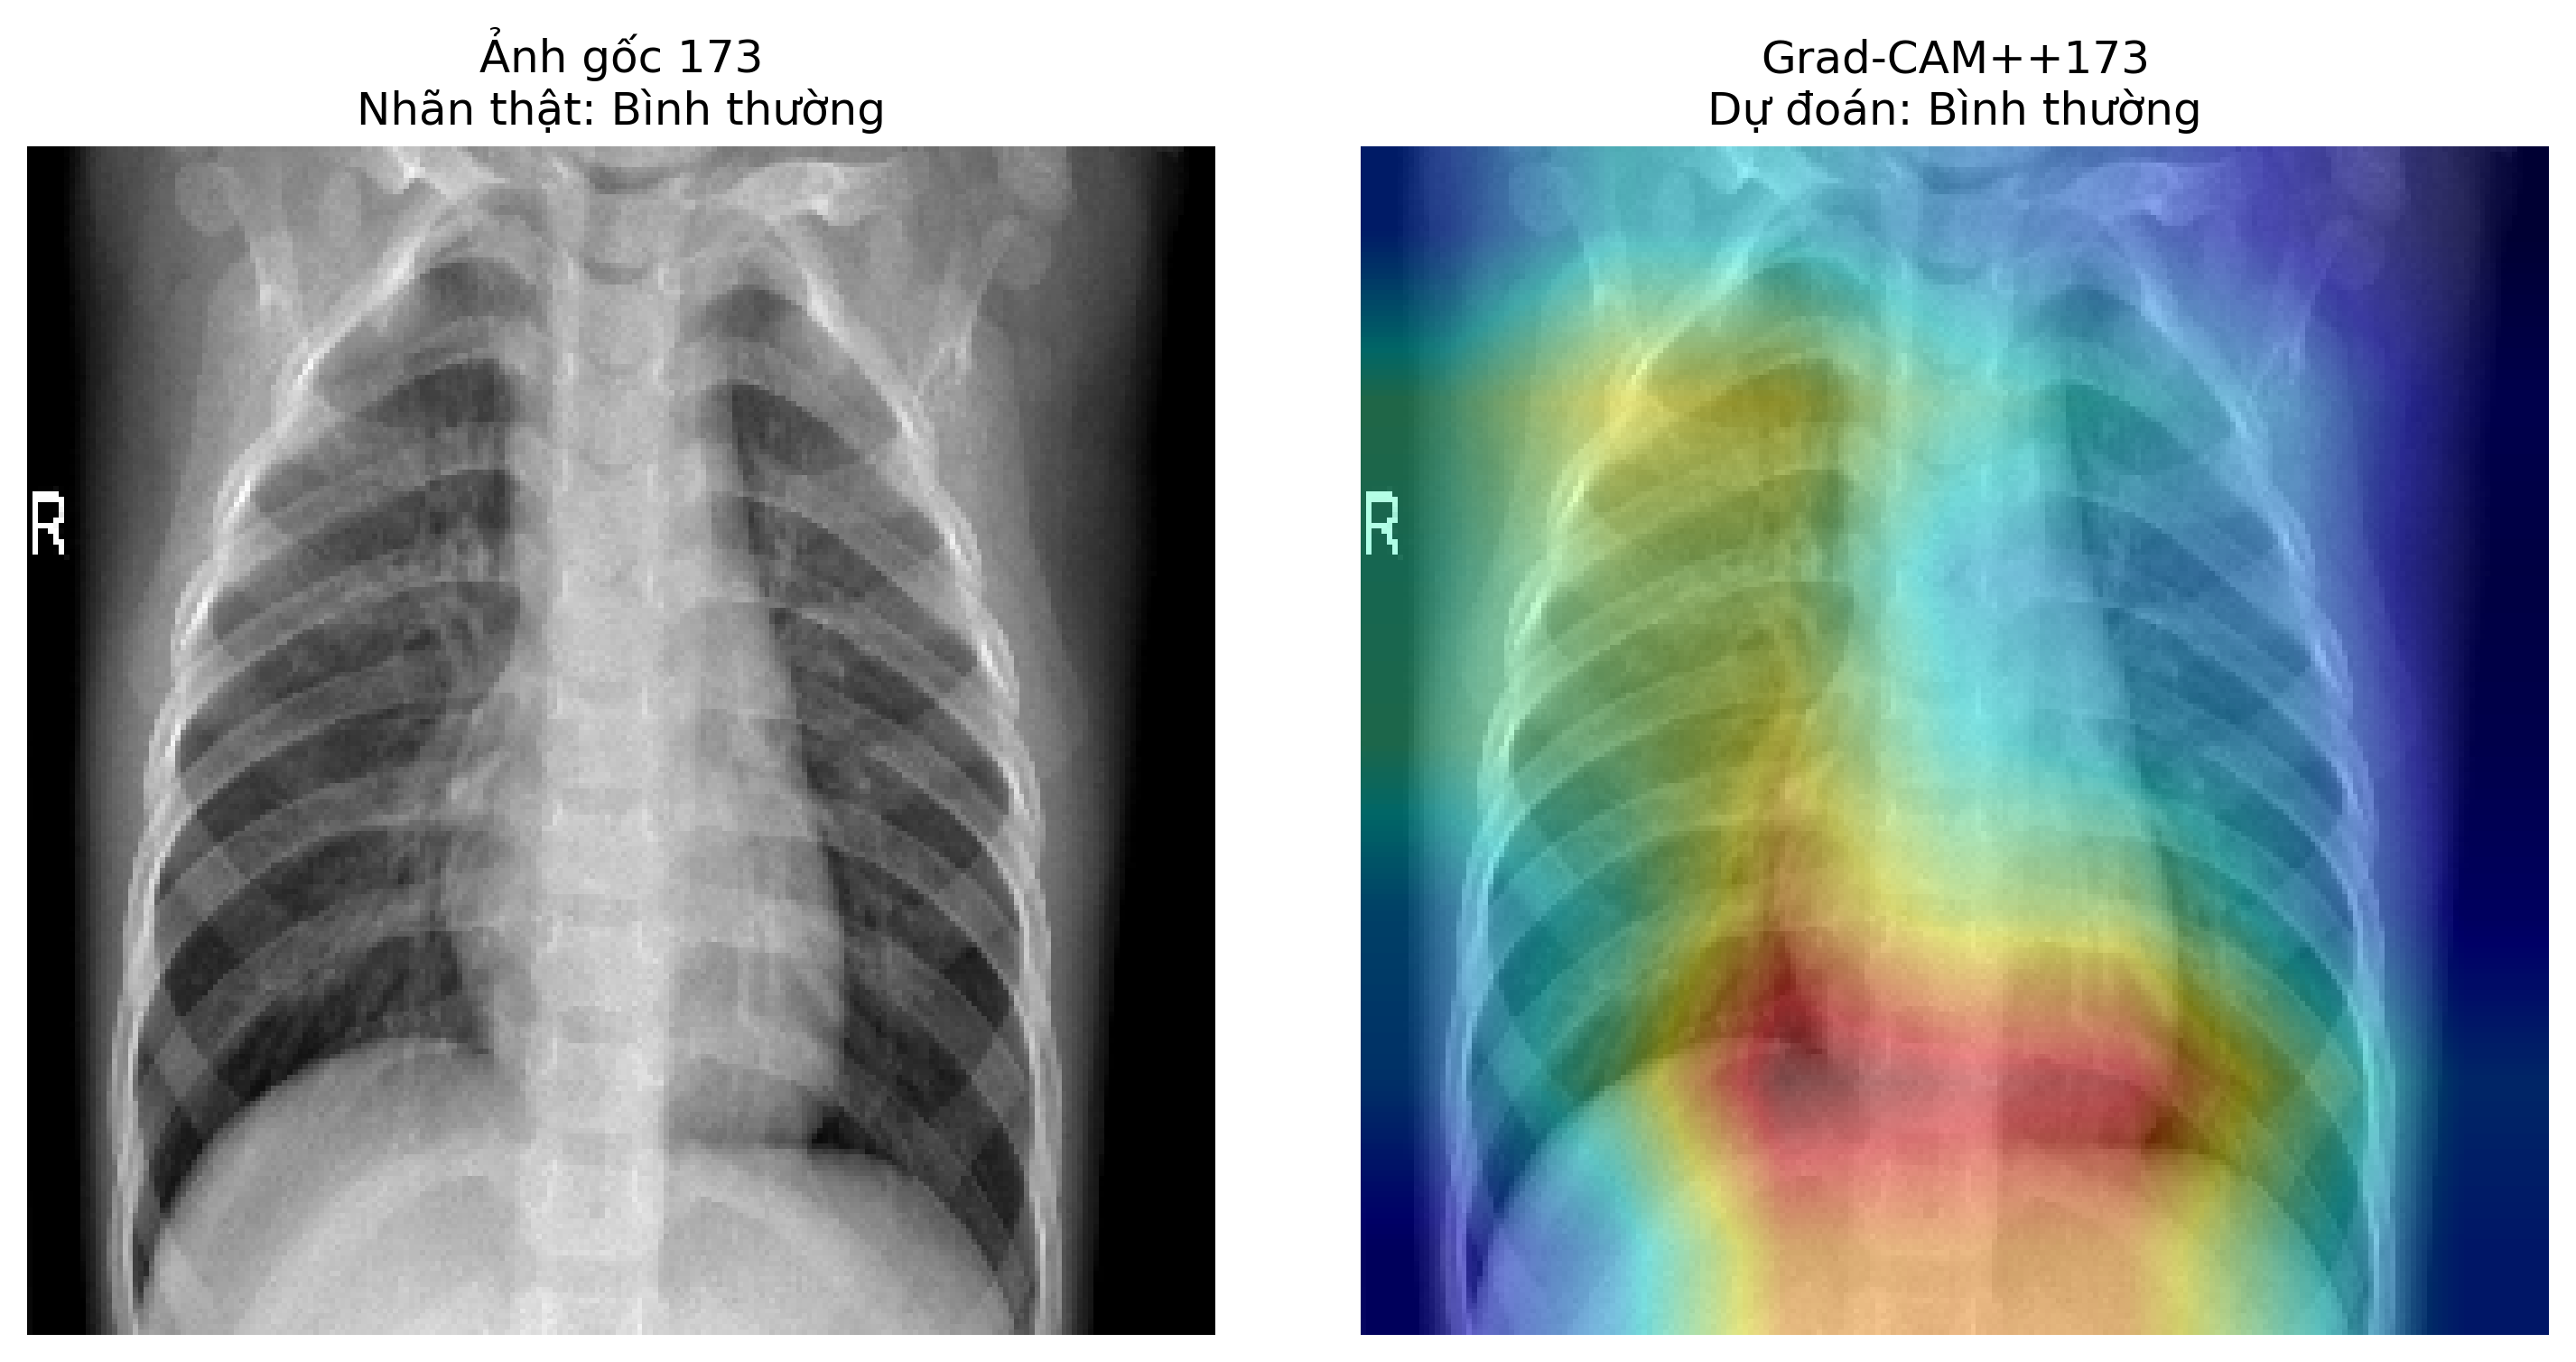 Ảnh gốc 173
Nhãn thật: Bình thường
Grad-CAM++173
Dự đoán: Bình thường
R
R